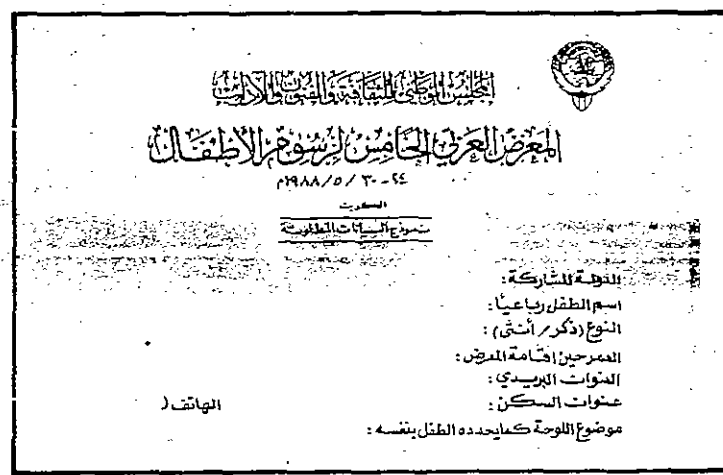 المجلس الوطني للثقافة والفنون والآداب
المعرض العربي الخامس لرسوم الأطفال
٢٤ - ٣٠ / ٥ / ١٩٨٨م
الكويت
نموذج البيانات المطلوبة
الدولة المشاركة :
اسم الطفل رباعيًا :
النوع (ذكر / أنثى) :
العمر حين إقامة المعرض :
العنوان البريدي :
عنوان السكن : الهاتف (
موضوع اللوحة كما يحدده الطفل بنفسه :